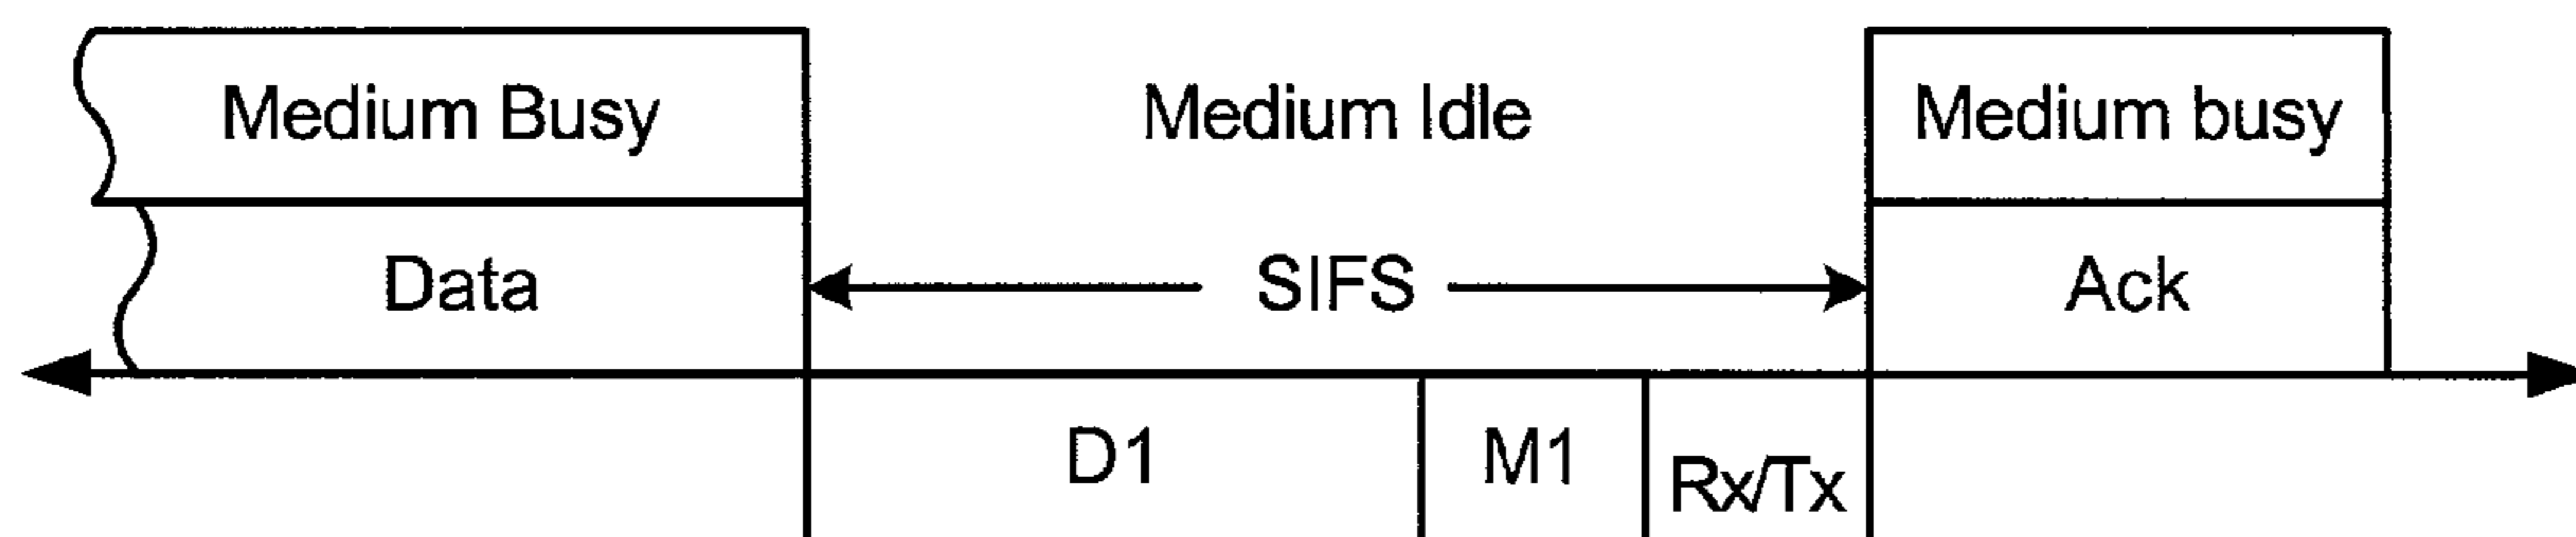 Medium Busy Medium Idle Medium busy
Data SIFS Ack
D1 M1 Rx/Tx